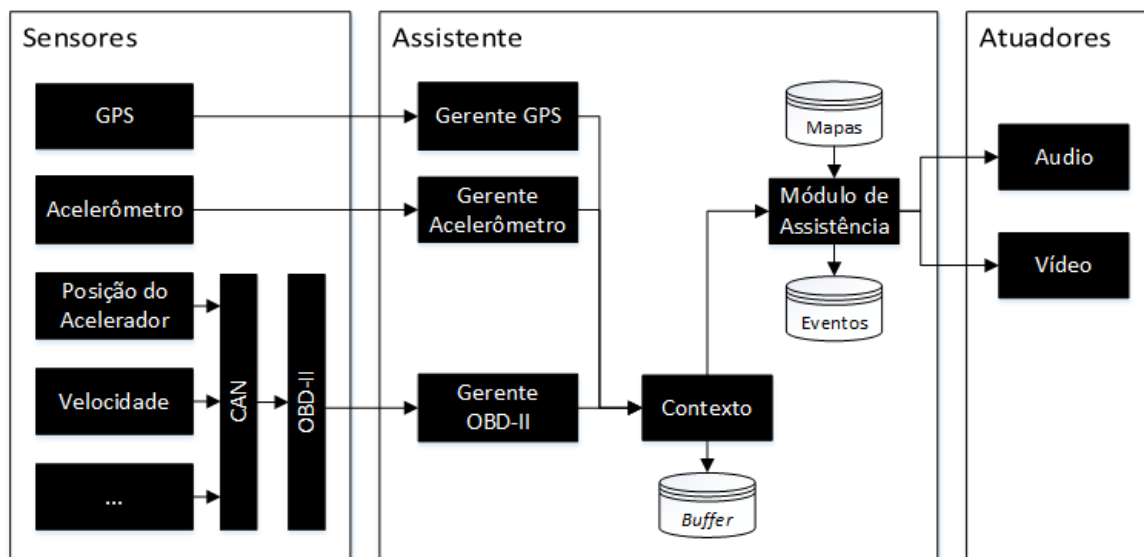 Sensores
GPS
Acelerômetro
Posição do
Acelerador
Velocidade
...
CAN
OBD-II
Assistente
Gerente GPS
Gerente
Acelerômetro
Gerente
OBD-II
Contexto
Buffer
Mapas
Módulo de
Assistência
Eventos
Atuadores
Audio
Vídeo